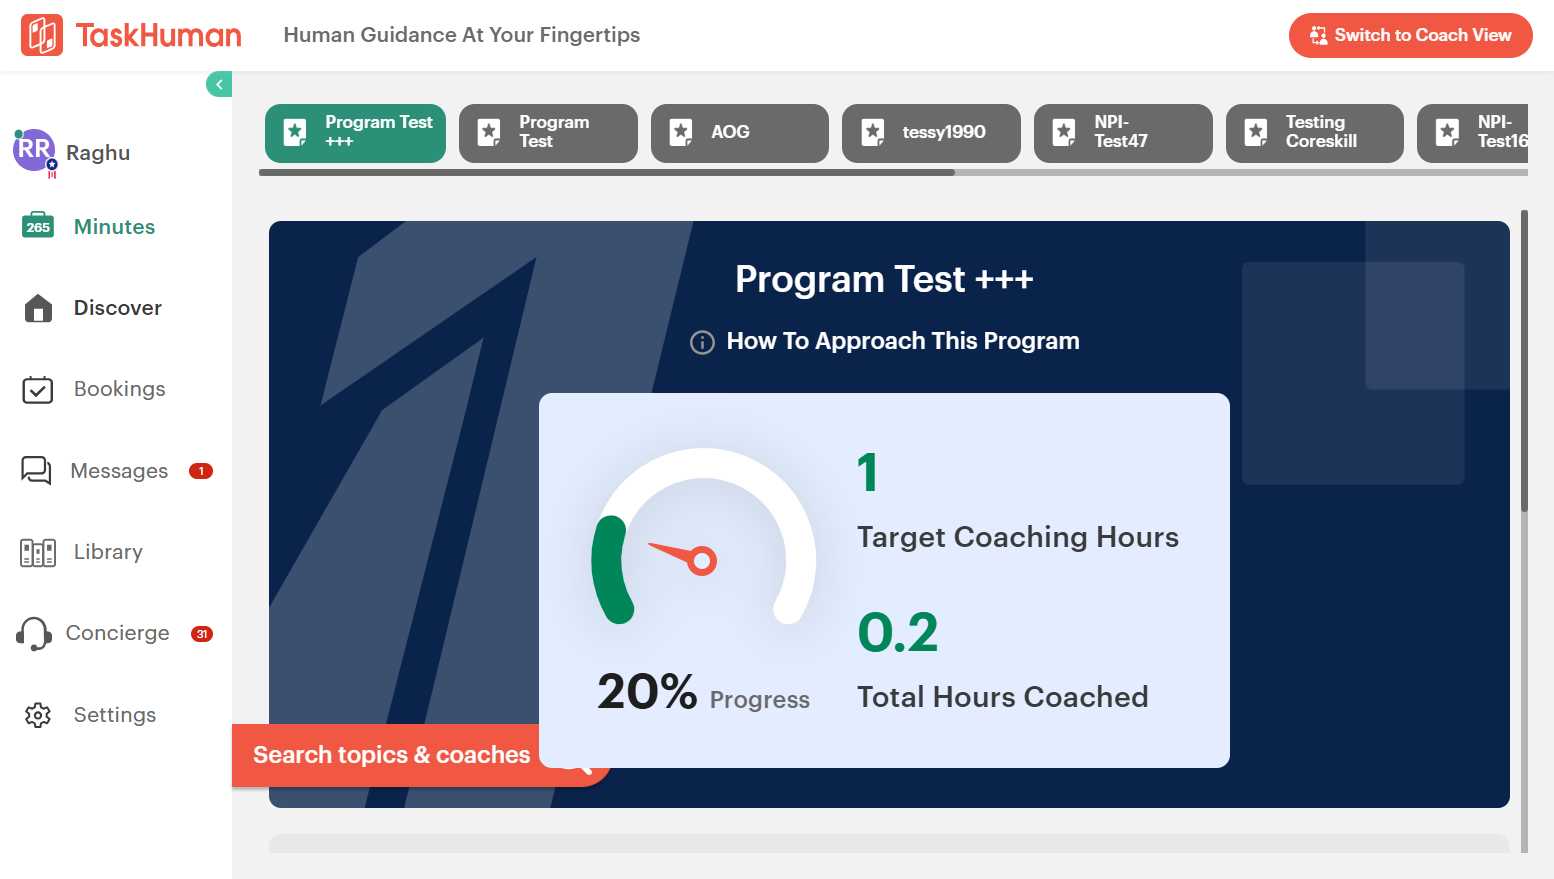 TaskHuman
Human Guidance At Your Fingertips
Switch to Coach View
RR
Raghu
265
Minutes
Discover
Bookings
Messages
1
Library
Concierge
31
Settings
Program Test
+++
Program
Test
AOG
tessy1990
NPI-
Test47
Testing
Coreskill
NPI-
Test16
Program Test +++
How To Approach This Program
1
Target Coaching Hours
0.2
Total Hours Coached
20% Progress
Search topics & coaches